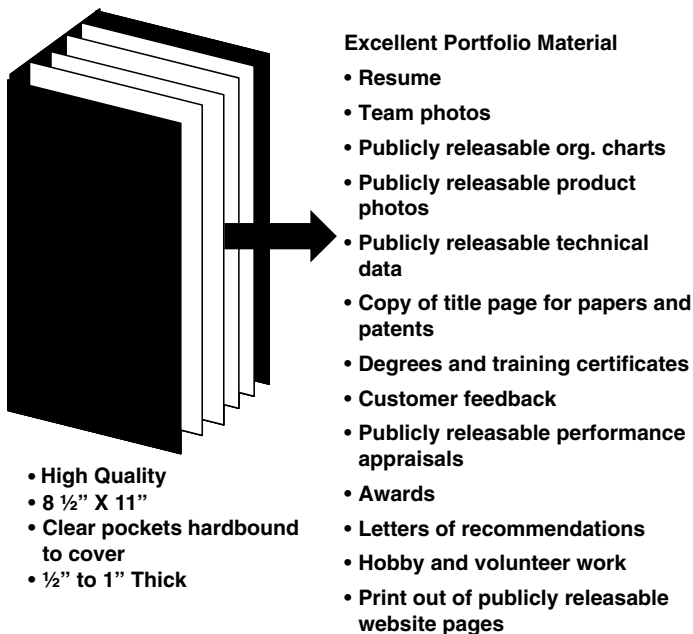 Excellent Portfolio Material
• Resume
• Team photos
• Publicly releasable org. charts
• Publicly releasable product
photos
• Publicly releasable technical
data
• Copy of title page for papers and
patents
• Degrees and training certificates
• Customer feedback
• Publicly releasable performance
appraisals
• Awards
• Letters of recommendations
• Hobby and volunteer work
• Print out of publicly releasable
website pages
• High Quality
• 8 ½” X 11”
• Clear pockets hardbound
to cover
• ½” to 1” Thick